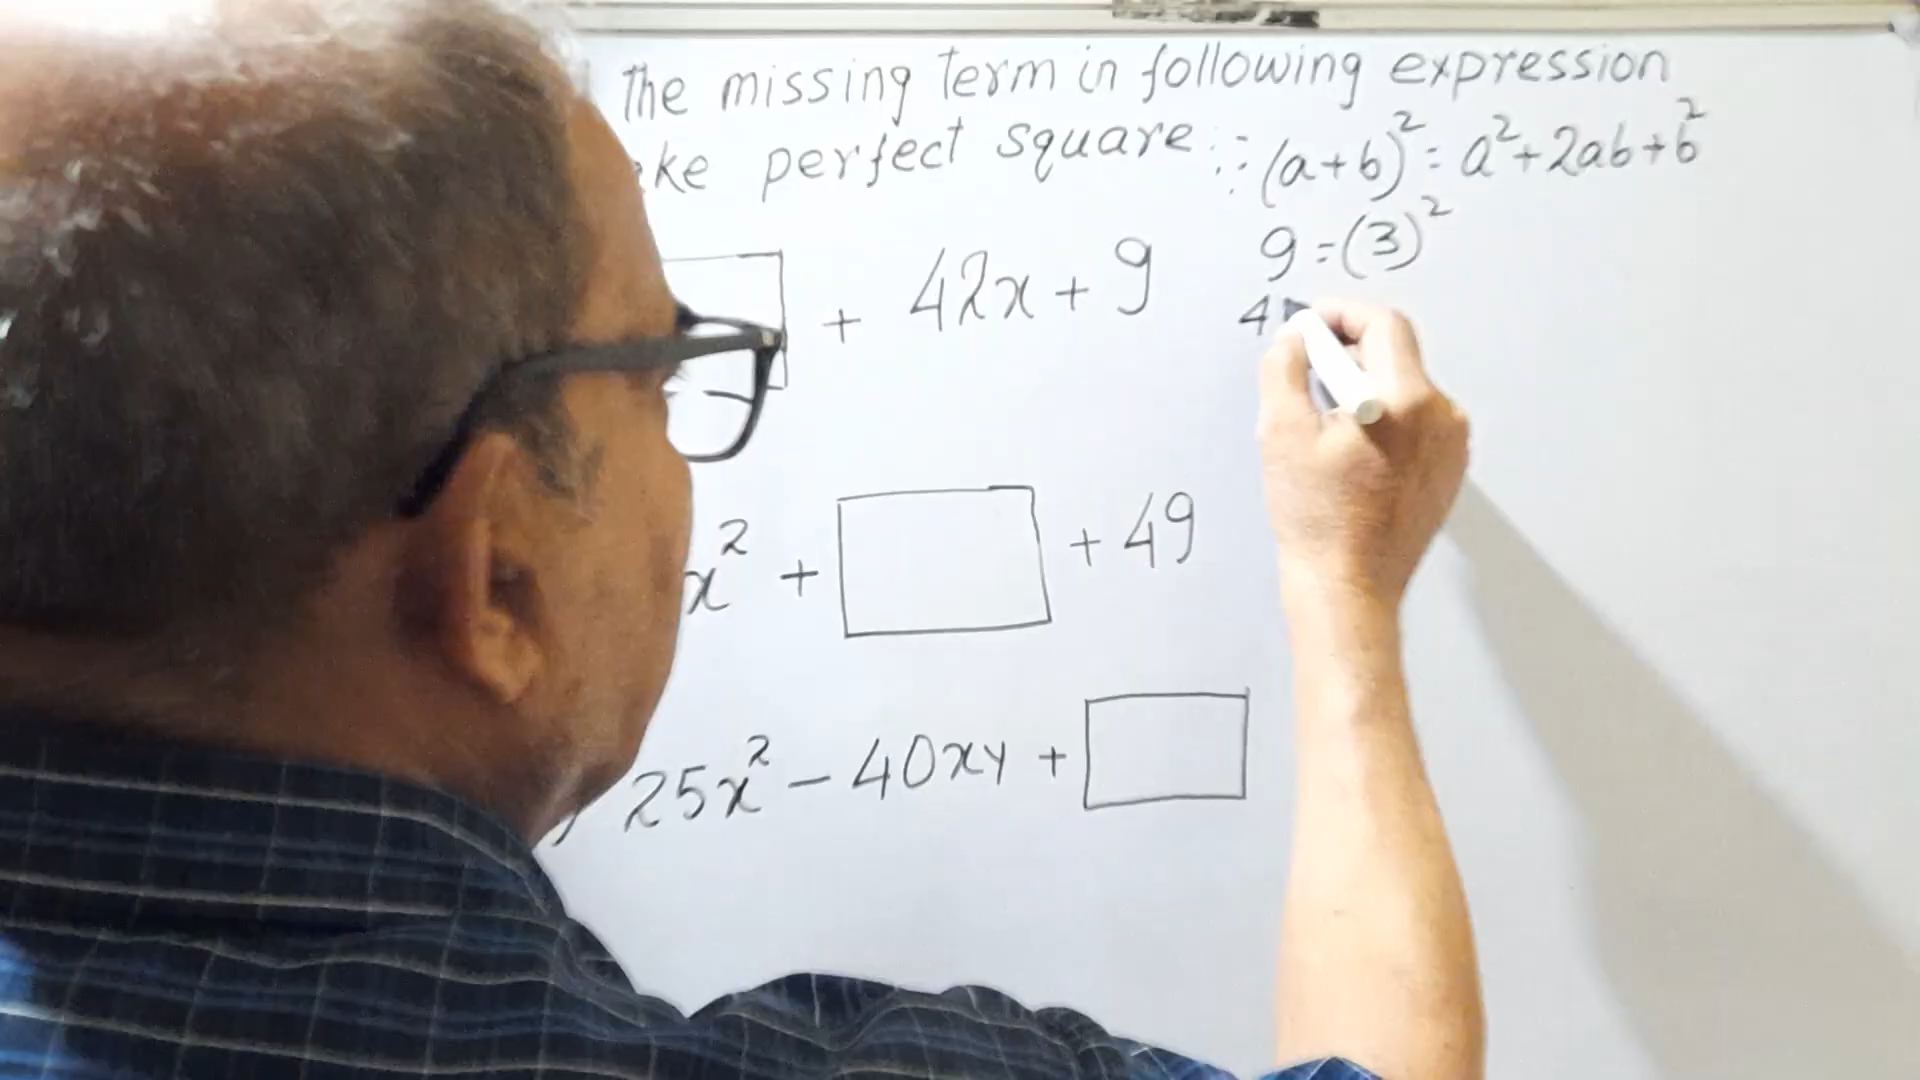 The missing term in following expression
ke perfect square. ∵ (a+b)² = a²+2ab+b²
9 = (3)²
+ 42x + 9
4
x² + + 49
25x² - 40xy +